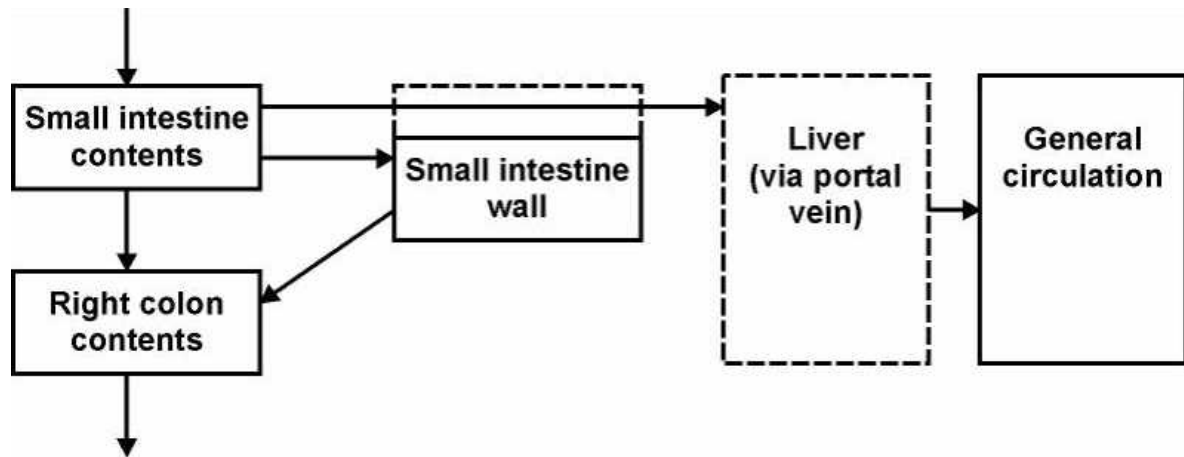 Small intestine
contents
Small intestine
wall
Liver
(via portal
vein)
General
circulation
Right colon
contents